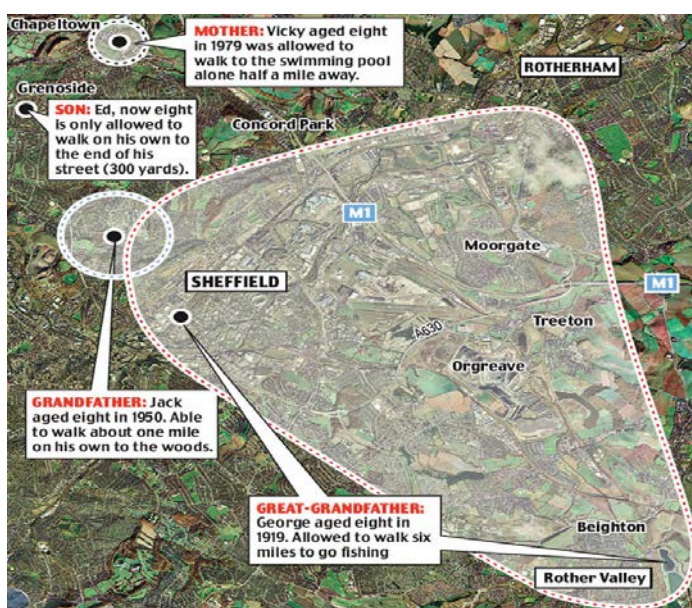 Chapeltown
MOTHER: Vicky aged eight
in 1979 was allowed to
walk to the swimming pool
alone half a mile away.
ROTHERHAM
Grenoside
SON: Ed, now eight
is only allowed to
walk on his own to
the end of his
street (300 yards).
Concord Park
M1
Moorgate
SHEFFIELD
M1
Treeton
A630
Orgreave
GRANDFATHER: Jack
aged eight in 1950. Able
to walk about one mile
on his own to the woods.
GREAT-GRANDFATHER:
George aged eight in
1919. Allowed to walk six
miles to go fishing
Beighton
Rother Valley